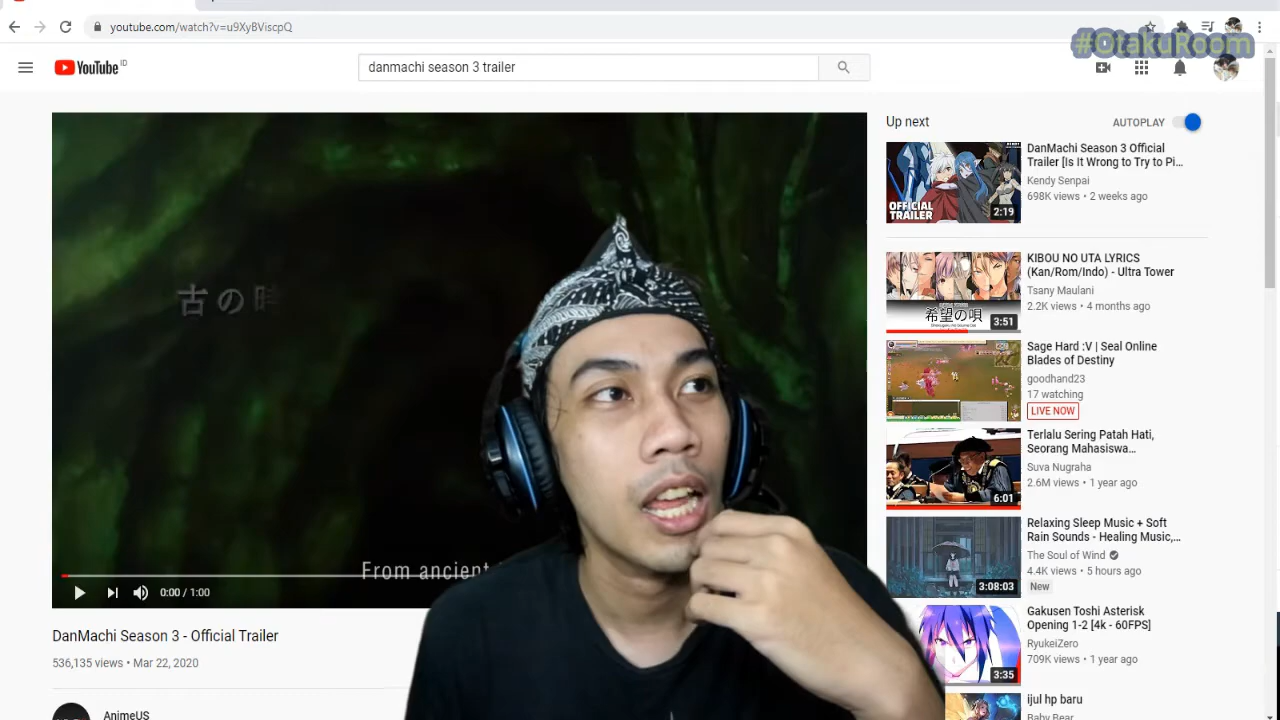 youtube.com/watch?v=u9XyBViscpQ
#OtakuRoom
YouTube ID
danmachi season 3 trailer
古の時
From ancient
0:00 / 1:00
DanMachi Season 3 - Official Trailer
536,135 views • Mar 22, 2020
AnimeUS
Up next
AUTOPLAY
OFFICIAL
TRAILER
2:19
DanMachi Season 3 Official
Trailer [Is It Wrong to Try to Pi...
Kendy Senpai
698K views • 2 weeks ago
希望の唄
3:51
KIBOU NO UTA LYRICS
(Kan/Rom/Indo) - Ultra Tower
Tsany Maulani
2.2K views • 4 months ago
Sage Hard :V | Seal Online
Blades of Destiny
goodhand23
17 watching
LIVE NOW
6:01
Terlalu Sering Patah Hati,
Seorang Mahasiswa...
Suva Nugraha
2.6M views • 1 year ago
3:08:03
Relaxing Sleep Music + Soft
Rain Sounds - Healing Music,...
The Soul of Wind
4.4K views • 5 hours ago
New
3:35
Gakusen Toshi Asterisk
Opening 1-2 [4k - 60FPS]
RyukeiZero
709K views • 1 year ago
ijul hp baru
Baby Bear